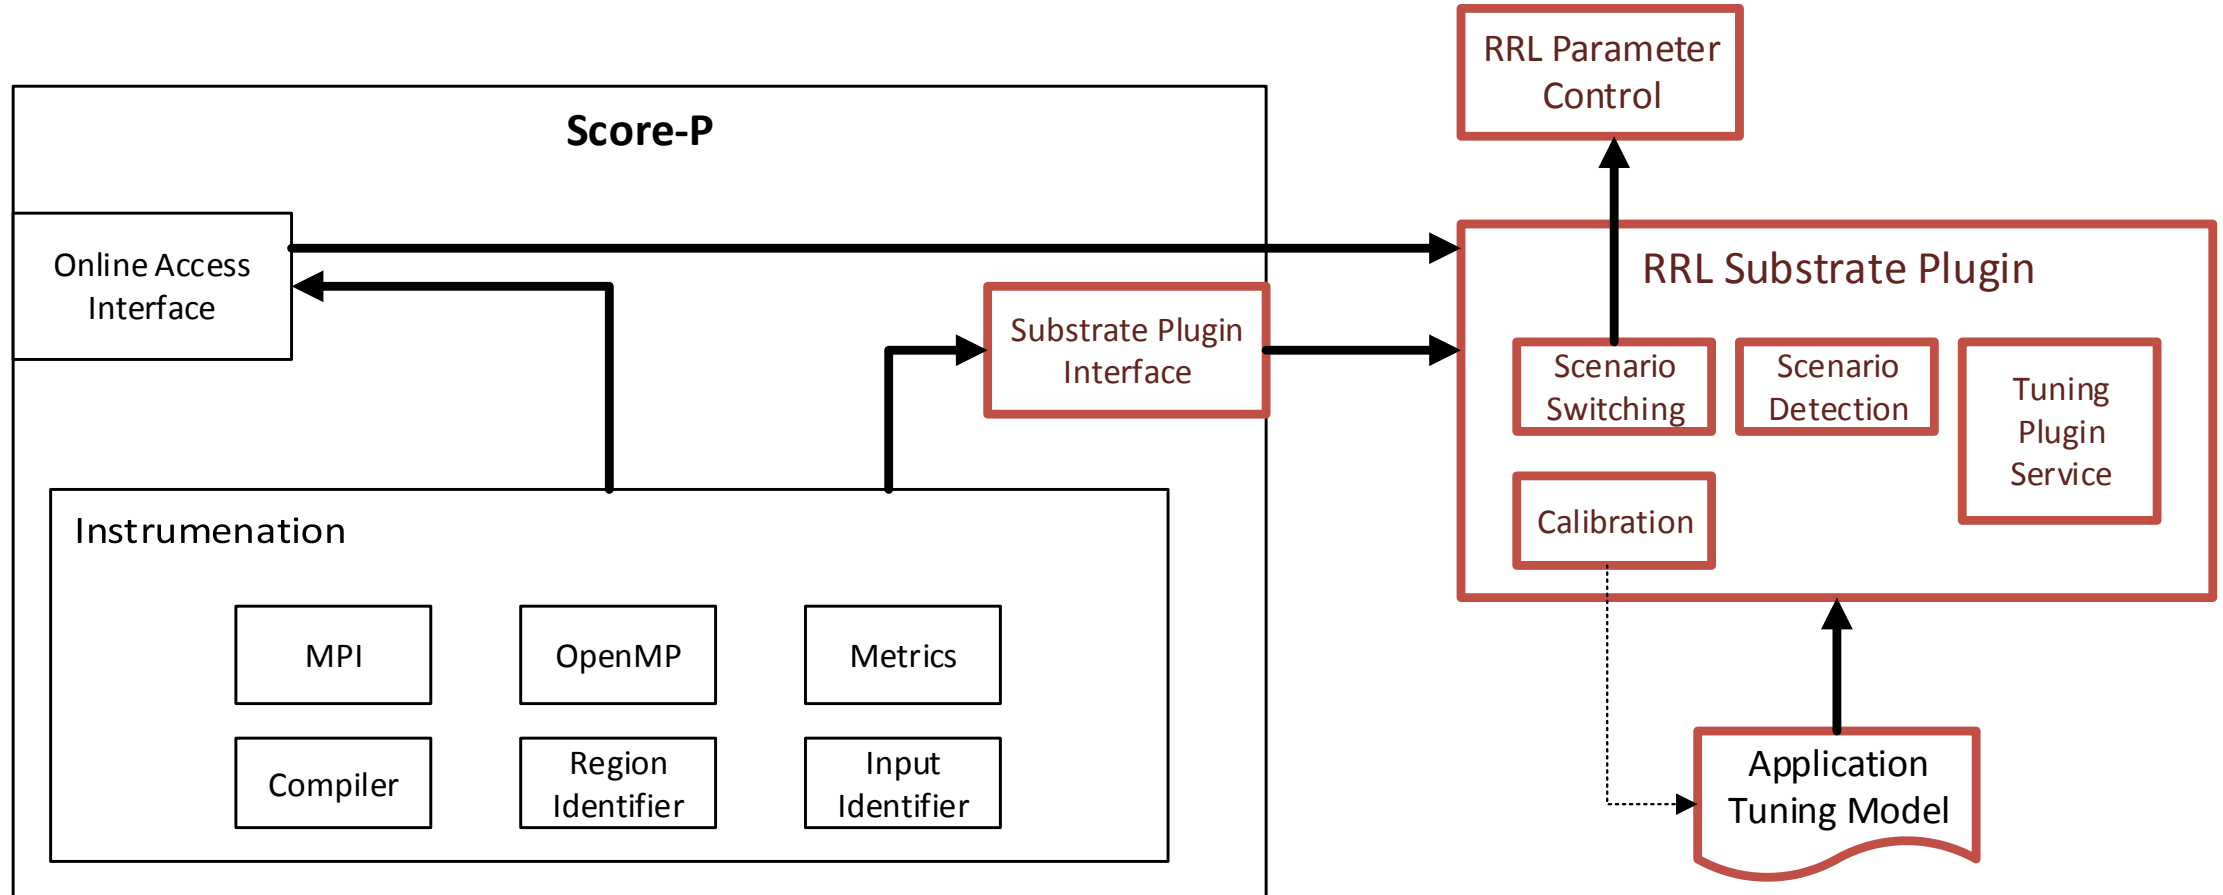 Score-P
Online Access
Interface
Substrate Plugin
Interface
Instrumenation
MPI
OpenMP
Metrics
Compiler
Region
Identifier
Input
Identifier
RRL Parameter
Control
RRL Substrate Plugin
Scenario
Switching
Scenario
Detection
Tuning
Plugin
Service
Calibration
Application
Tuning Model